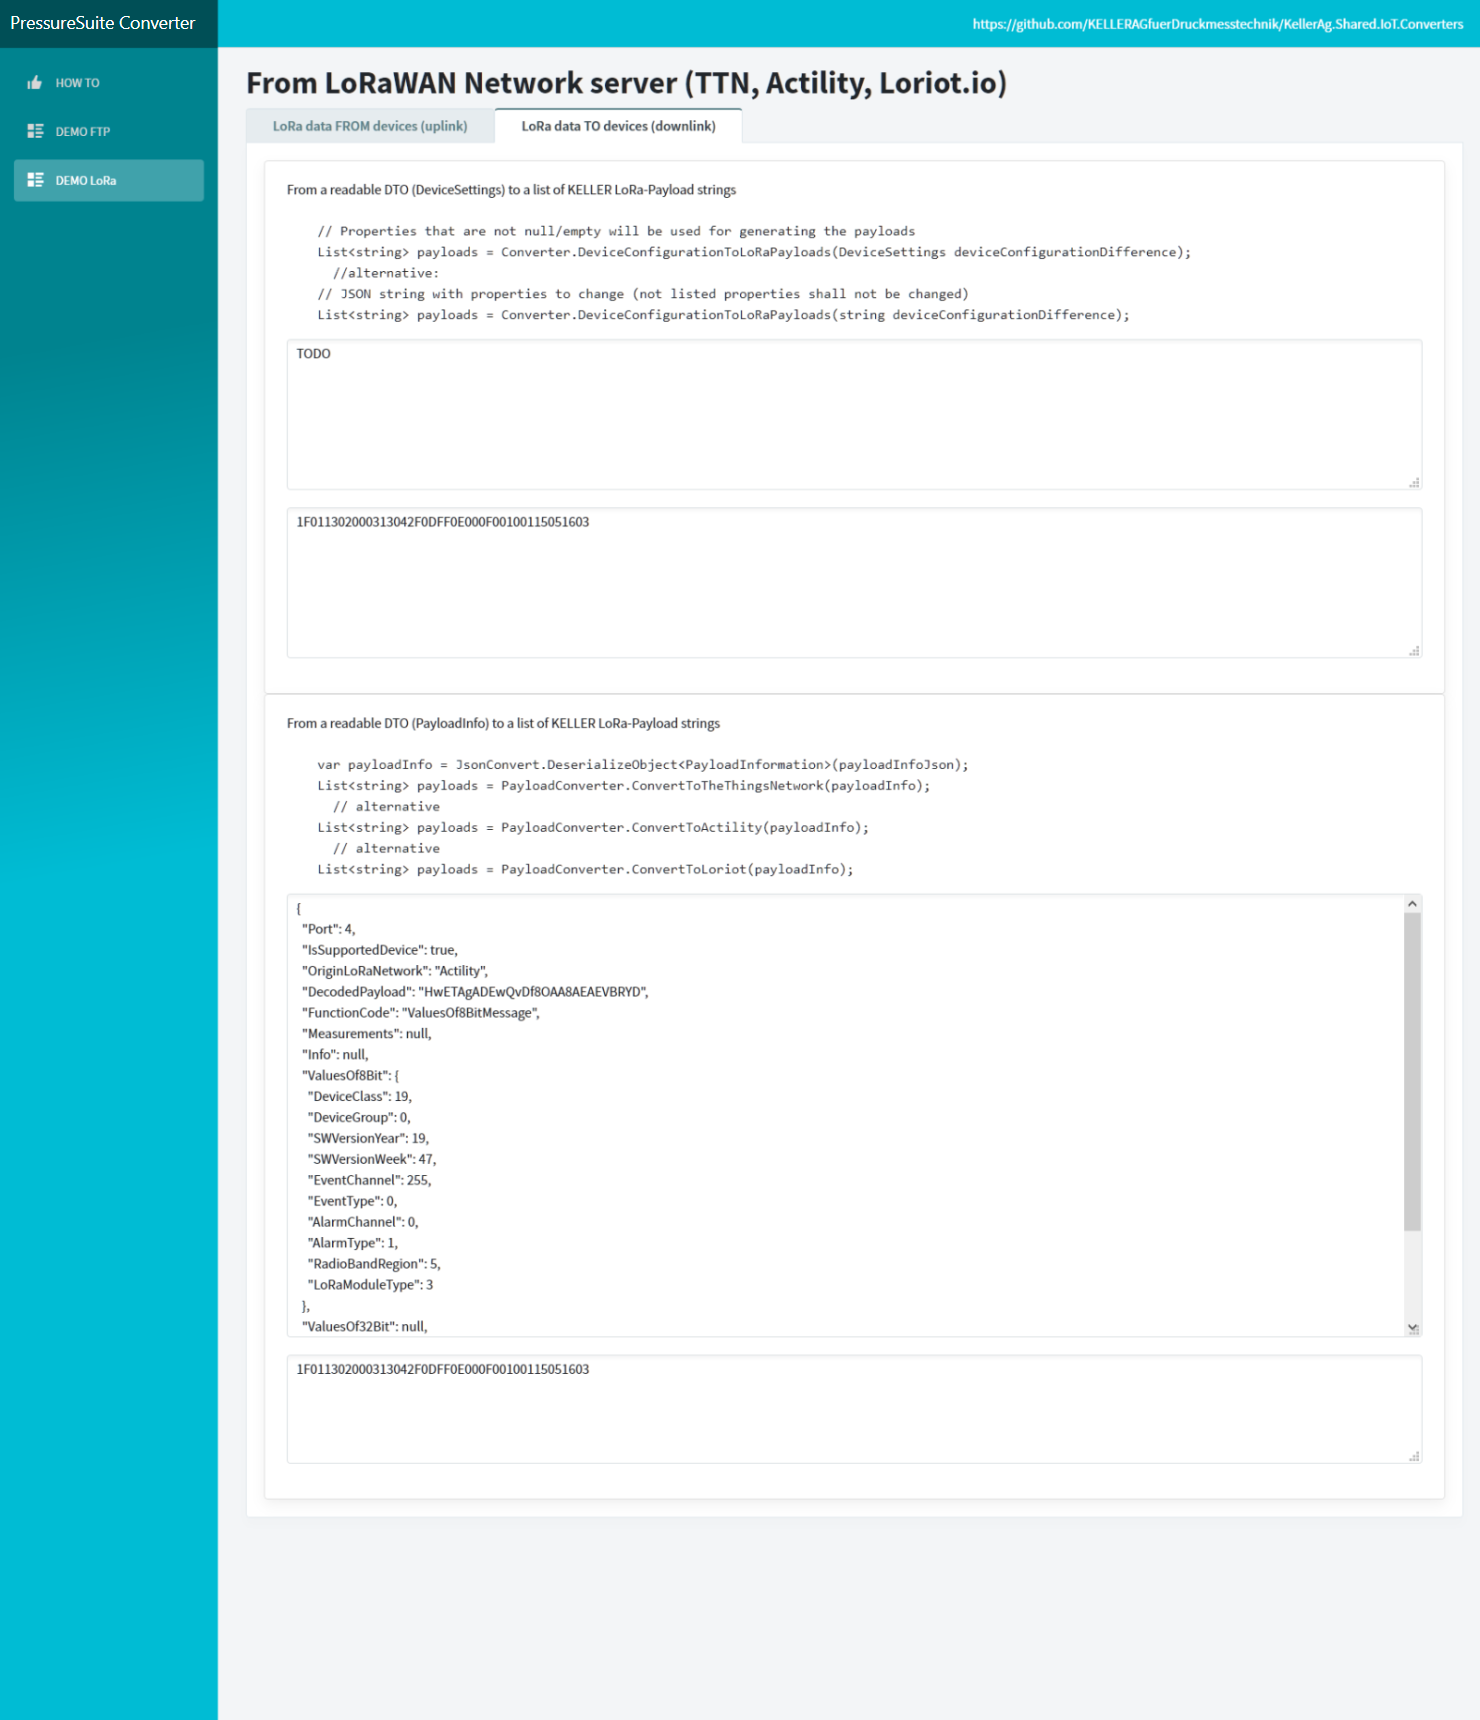 PressureSuite Converter
https://github.com/KELLERAGfuerDruckmesstechnik/KellerAg.Shared.IoT.Converters
HOW TO
DEMO FTP
DEMO LoRa
From LoRaWAN Network server (TTN, Actility, Loriot.io)
LoRa data FROM devices (uplink)
LoRa data TO devices (downlink)
From a readable DTO (DeviceSettings) to a list of KELLER LoRa-Payload strings
// Properties that are not null/empty will be used for generating the payloads
List<string> payloads = Converter.DeviceConfigurationToLoRaPayloads(DeviceSettings deviceConfigurationDifference);
//alternative:
// JSON string with properties to change (not listed properties shall not be changed)
List<string> payloads = Converter.DeviceConfigurationToLoRaPayloads(string deviceConfigurationDifference);
TODO
1F011302000313042F0DFF0E000F00100115051603
From a readable DTO (PayloadInfo) to a list of KELLER LoRa-Payload strings
var payloadInfo = JsonConvert.DeserializeObject<PayloadInformation>(payloadInfoJson);
List<string> payloads = PayloadConverter.ConvertToTheThingsNetwork(payloadInfo);
// alternative
List<string> payloads = PayloadConverter.ConvertToActility(payloadInfo);
// alternative
List<string> payloads = PayloadConverter.ConvertToLoriot(payloadInfo);
{
"Port": 4,
"IsSupportedDevice": true,
"OriginLoRaNetwork": "Actility",
"DecodedPayload": "HwETAgADEwQvDf8OAA8AEAEVBRYD",
"FunctionCode": "ValuesOf8BitMessage",
"Measurements": null,
"Info": null,
"ValuesOf8Bit": {
"DeviceClass": 19,
"DeviceGroup": 0,
"SWVersionYear": 19,
"SWVersionWeek": 47,
"EventChannel": 255,
"EventType": 0,
"AlarmChannel": 0,
"AlarmType": 1,
"RadioBandRegion": 5,
"LoRaModuleType": 3
},
"ValuesOf32Bit": null,
1F011302000313042F0DFF0E000F00100115051603